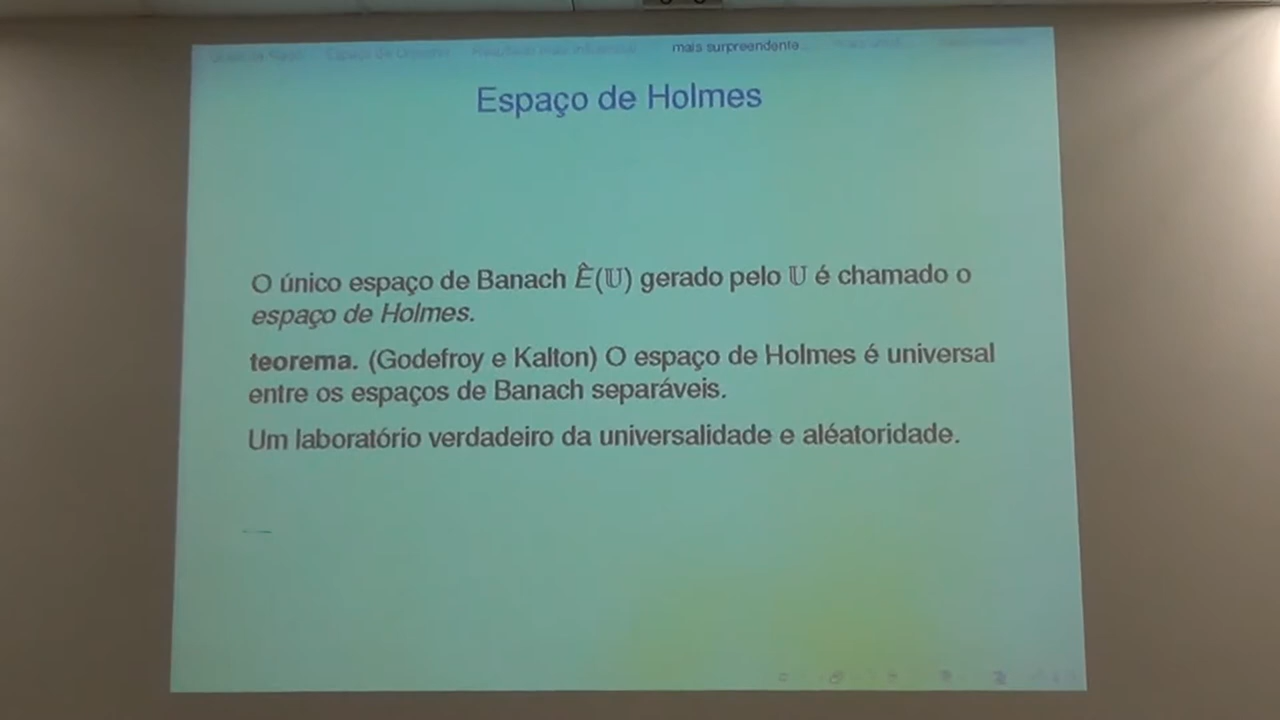 mais surpreendente...
Espaço de Holmes
O único espaço de Banach Ê(𝕌) gerado pelo 𝕌 é chamado o
espaço de Holmes.
teorema. (Godefroy e Kalton) O espaço de Holmes é universal
entre os espaços de Banach separáveis.
Um laboratório verdadeiro da universalidade e aléatoridade.